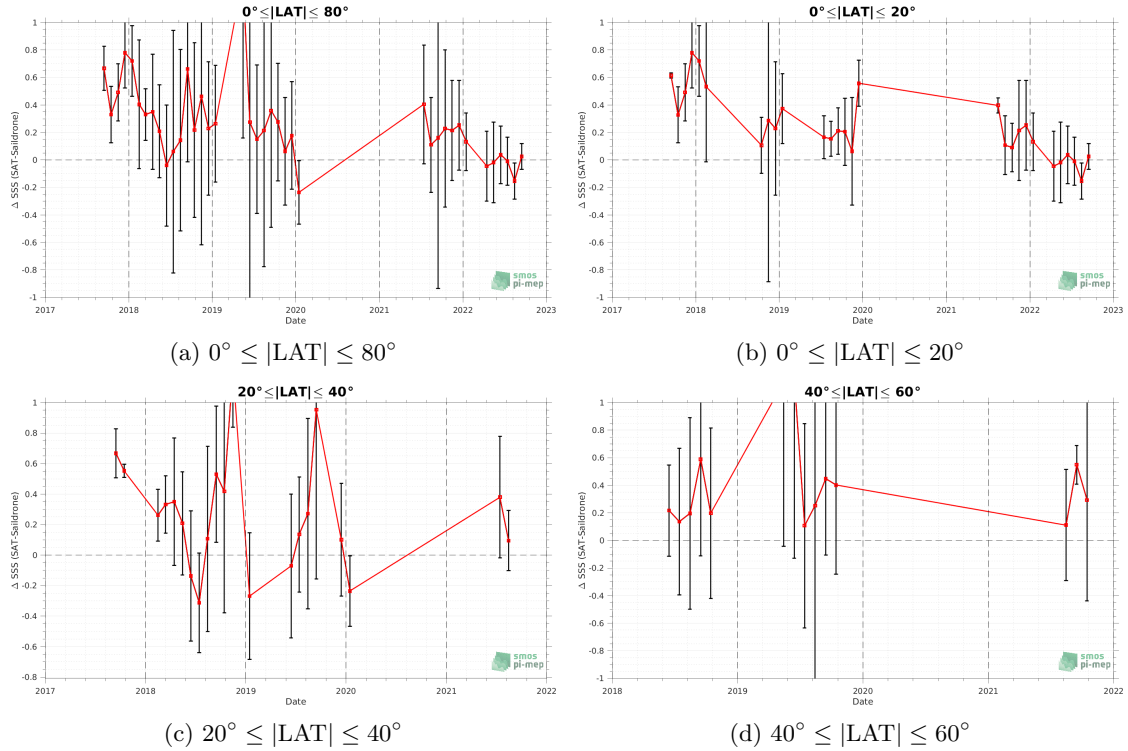 0°≤|LAT|≤ 80°
Δ SSS (SAT-Saildrone)
1
0.8
0.6
0.4
0.2
0
-0.2
-0.4
-0.6
-0.8
-1
2017
2018
2019
2020
2021
2022
2023
Date
smos
pi-mep
(a) 0° ≤ |LAT| ≤ 80°
0°≤|LAT|≤ 20°
Δ SSS (SAT-Saildrone)
1
0.8
0.6
0.4
0.2
0
-0.2
-0.4
-0.6
-0.8
-1
2017
2018
2019
2020
2021
2022
2023
Date
smos
pi-mep
(b) 0° ≤ |LAT| ≤ 20°
20°≤|LAT|≤ 40°
Δ SSS (SAT-Saildrone)
1
0.8
0.6
0.4
0.2
0
-0.2
-0.4
-0.6
-0.8
2017
2018
2019
2020
2021
2022
Date
smos
pi-mep
(c) 20° ≤ |LAT| ≤ 40°
40°≤|LAT|≤ 60°
Δ SSS (SAT-Saildrone)
1
0.8
0.6
0.4
0.2
0
-0.2
-0.4
-0.6
-0.8
-1
2018
2019
2020
2021
2022
Date
smos
pi-mep
(d) 40° ≤ |LAT| ≤ 60°